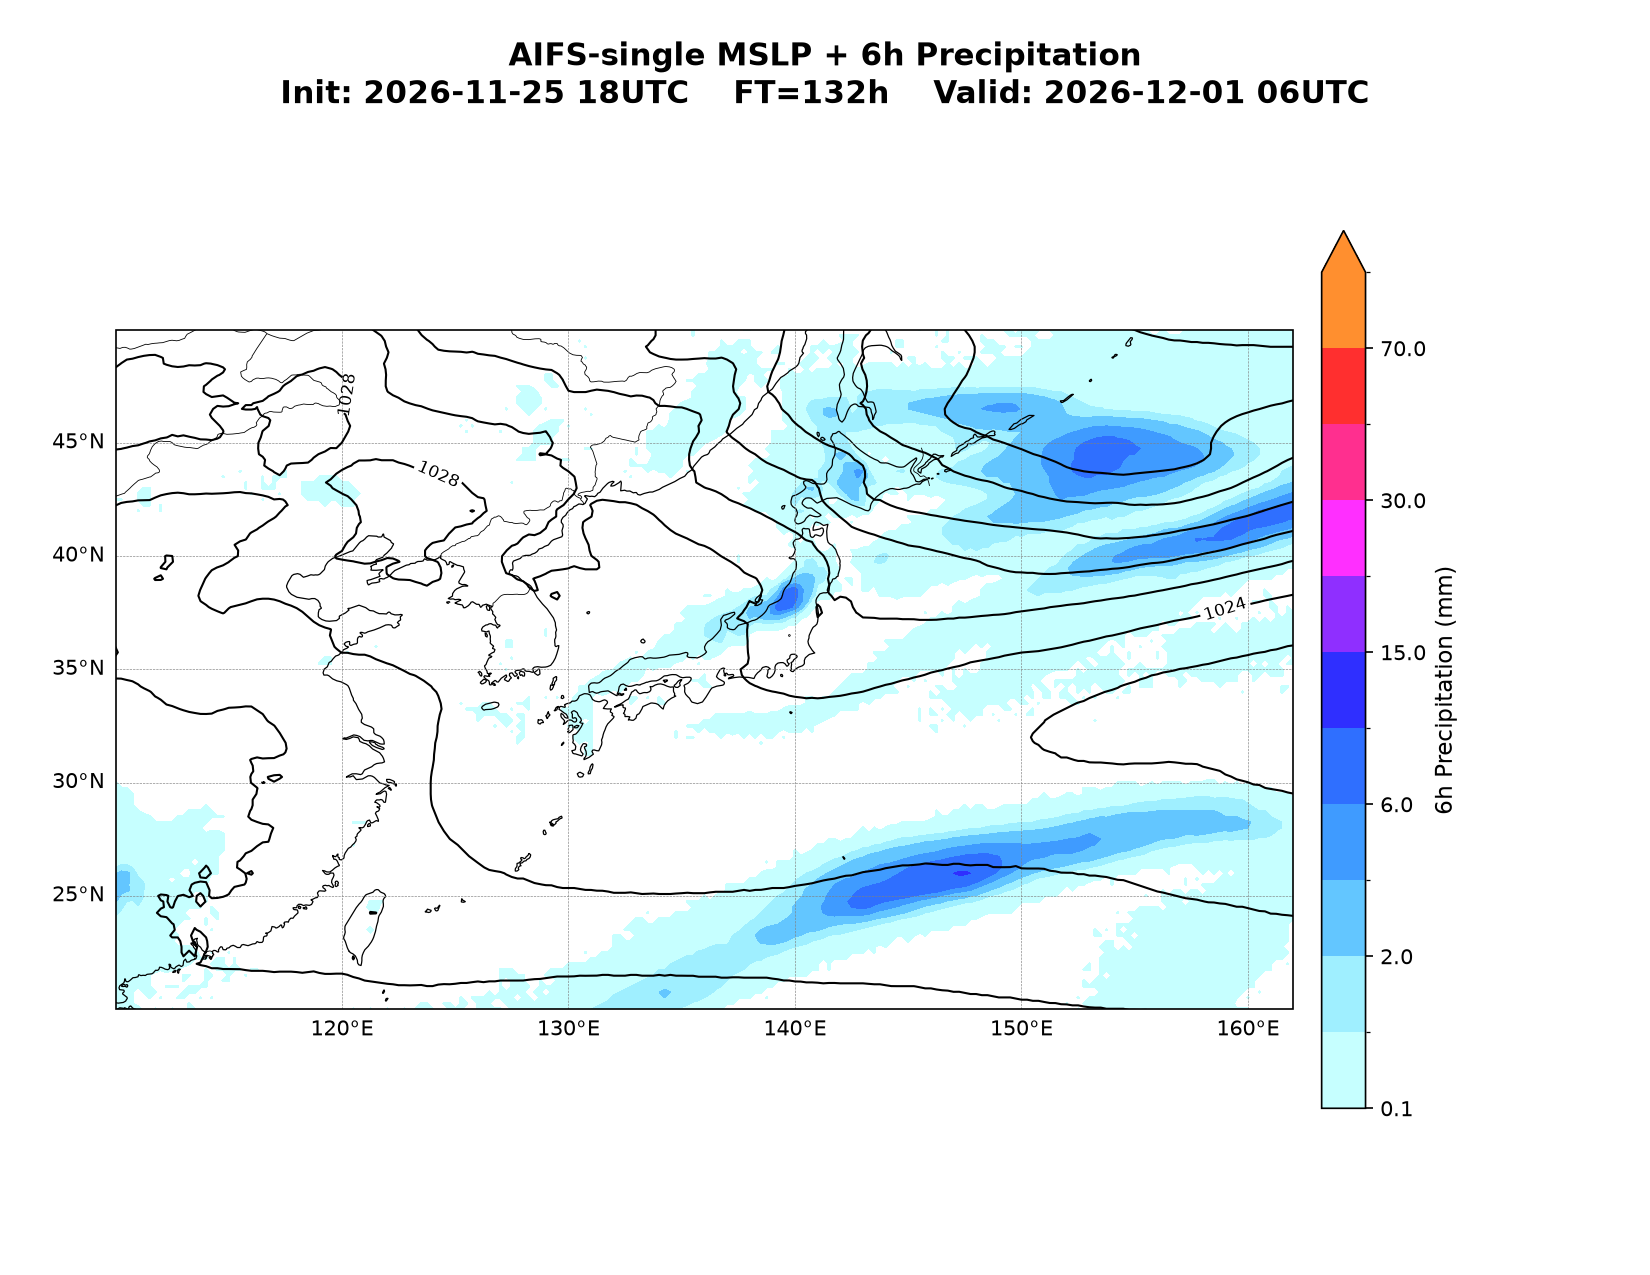 AIFS-single MSLP + 6h Precipitation
Init: 2026-11-25 18UTC    FT=132h    Valid: 2026-12-01 06UTC
70.0
30.0
15.0
6.0
2.0
0.1
6h Precipitation (mm)
45°N
40°N
35°N
30°N
25°N
1028
1028
1024
120°E
130°E
140°E
150°E
160°E